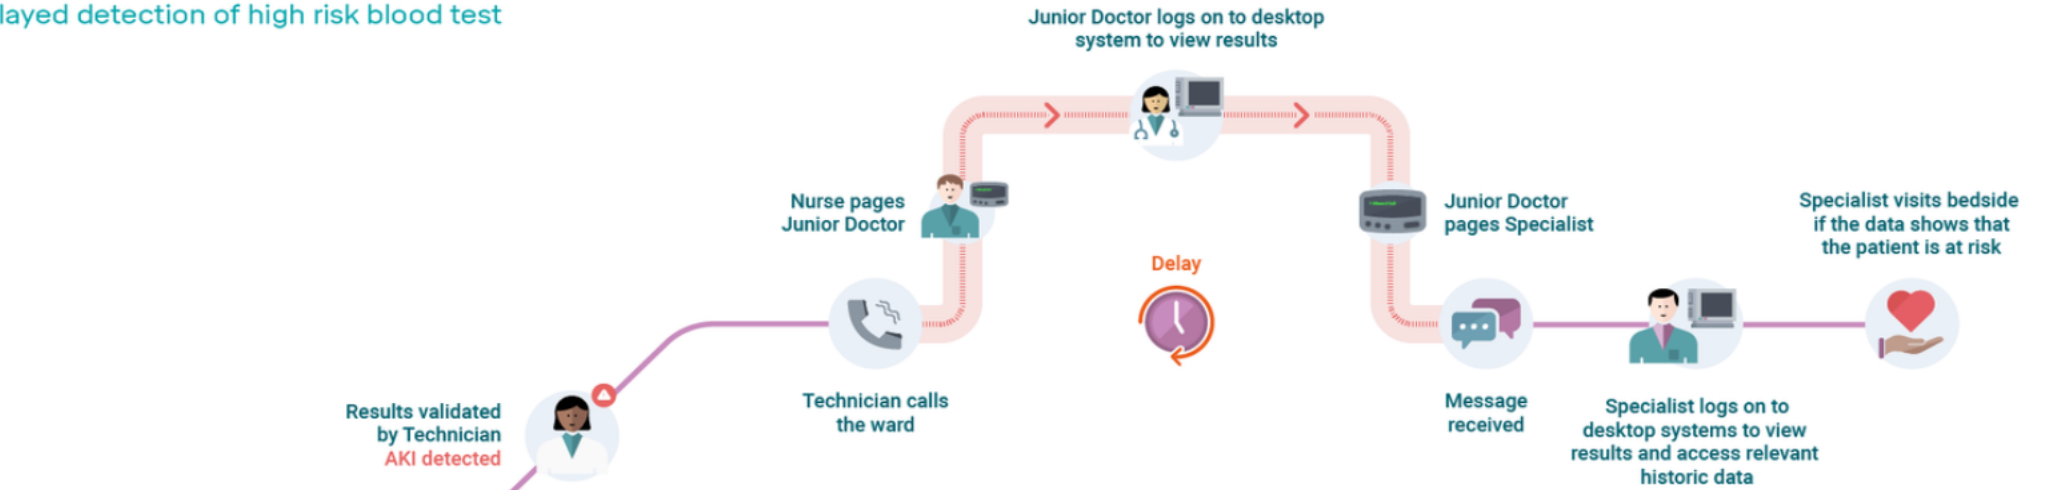 layed detection of high risk blood test
Junior Doctor logs on to desktop
system to view results
Nurse pages
Junior Doctor
Junior Doctor
pages Specialist
Specialist visits bedside
if the data shows that
the patient is at risk
Delay
Technician calls
the ward
Message
received
Results validated
by Technician
AKI detected
Specialist logs on to
desktop systems to view
results and access relevant
historic data